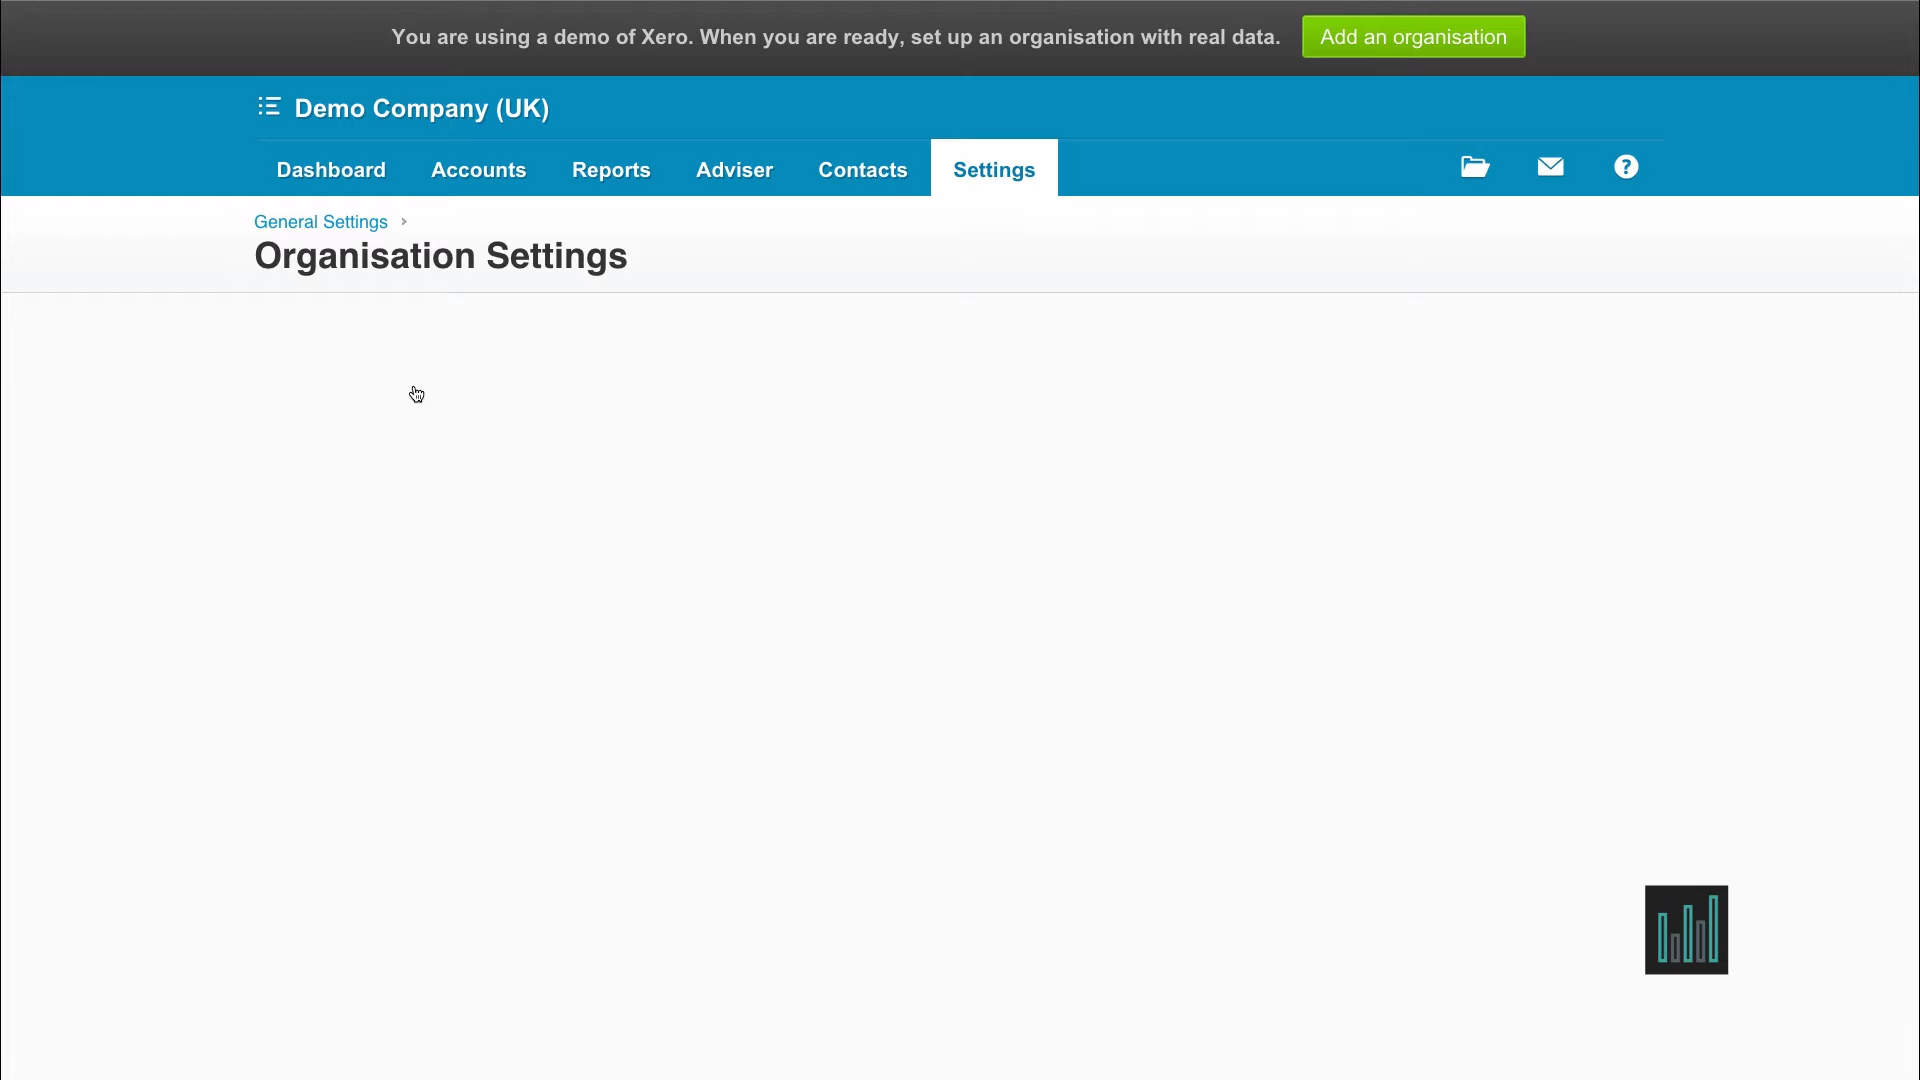 You are using a demo of Xero. When you are ready, set up an organisation with real data. Add an organisation
Demo Company (UK)
Dashboard Accounts Reports Adviser Contacts Settings ?
General Settings ›
Organisation Settings